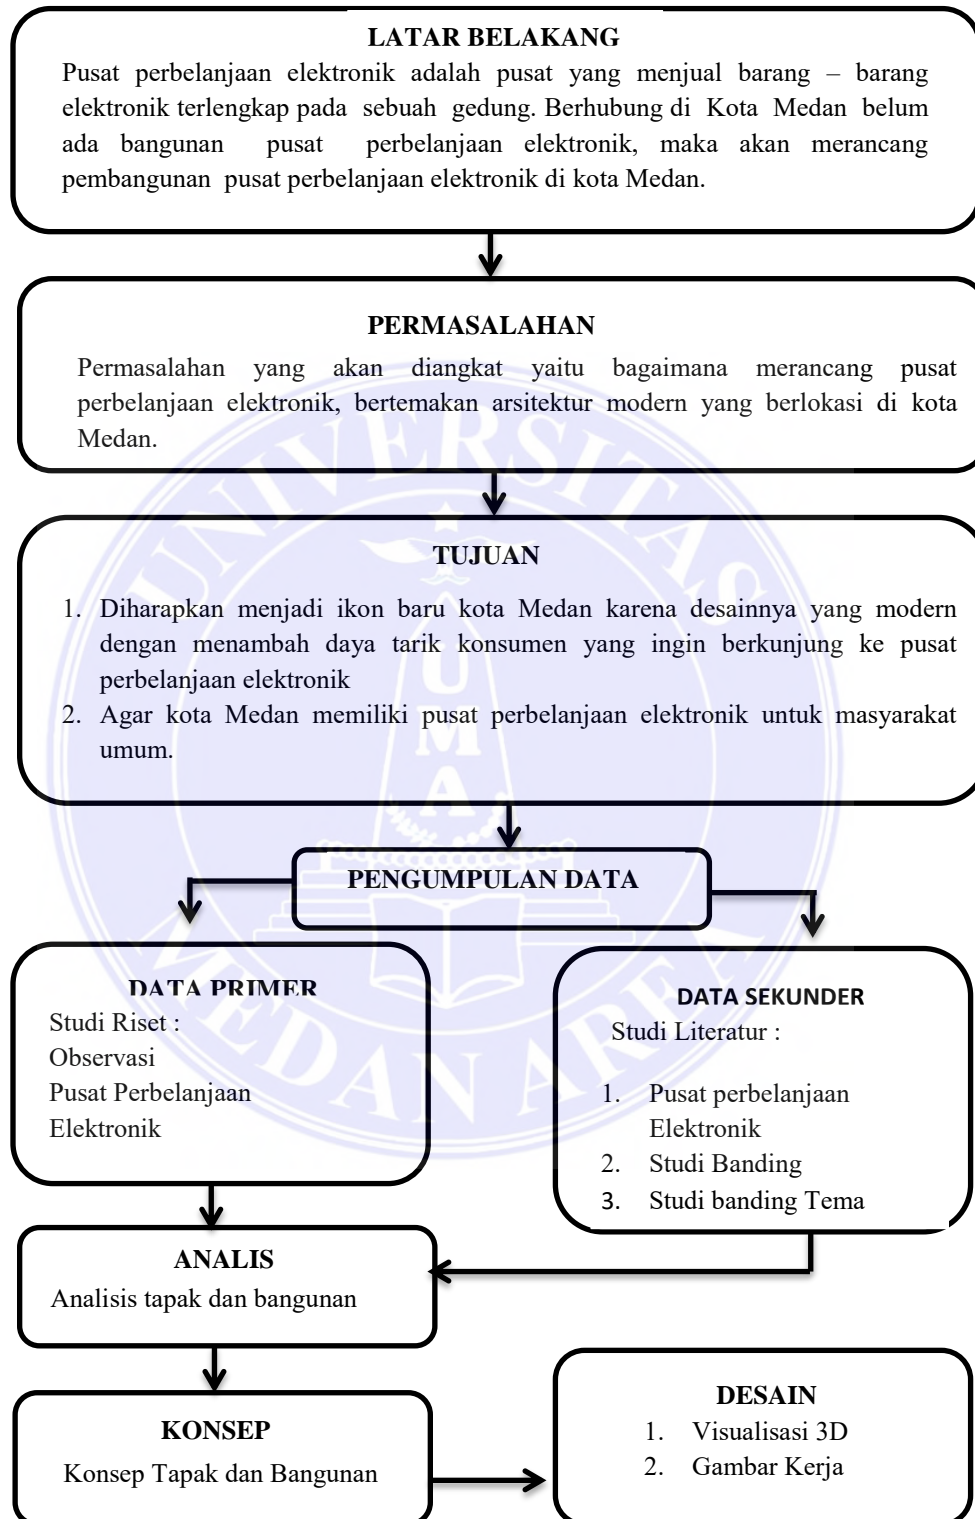 LATAR BELAKANG
Pusat perbelanjaan elektronik adalah pusat yang menjual barang – barang
elektronik terlengkap pada sebuah gedung. Berhubung di Kota Medan belum
ada bangunan pusat perbelanjaan elektronik, maka akan merancang
pembangunan pusat perbelanjaan elektronik di kota Medan.
PERMASALAHAN
Permasalahan yang akan diangkat yaitu bagaimana merancang pusat
perbelanjaan elektronik, bertemakan arsitektur modern yang berlokasi di kota
Medan.
TUJUAN
1. Diharapkan menjadi ikon baru kota Medan karena desainnya yang modern
dengan menambah daya tarik konsumen yang ingin berkunjung ke pusat
perbelanjaan elektronik
2. Agar kota Medan memiliki pusat perbelanjaan elektronik untuk masyarakat
umum.
PENGUMPULAN DATA
DATA PRIMER
Studi Riset :
Observasi
Pusat Perbelanjaan
Elektronik
DATA SEKUNDER
Studi Literatur :
1. Pusat perbelanjaan
Elektronik
2. Studi Banding
3. Studi banding Tema
ANALIS
Analisis tapak dan bangunan
KONSEP
Konsep Tapak dan Bangunan
DESAIN
1. Visualisasi 3D
2. Gambar Kerja
UNIVERSITAS
MEDAN AREA
U
M
A